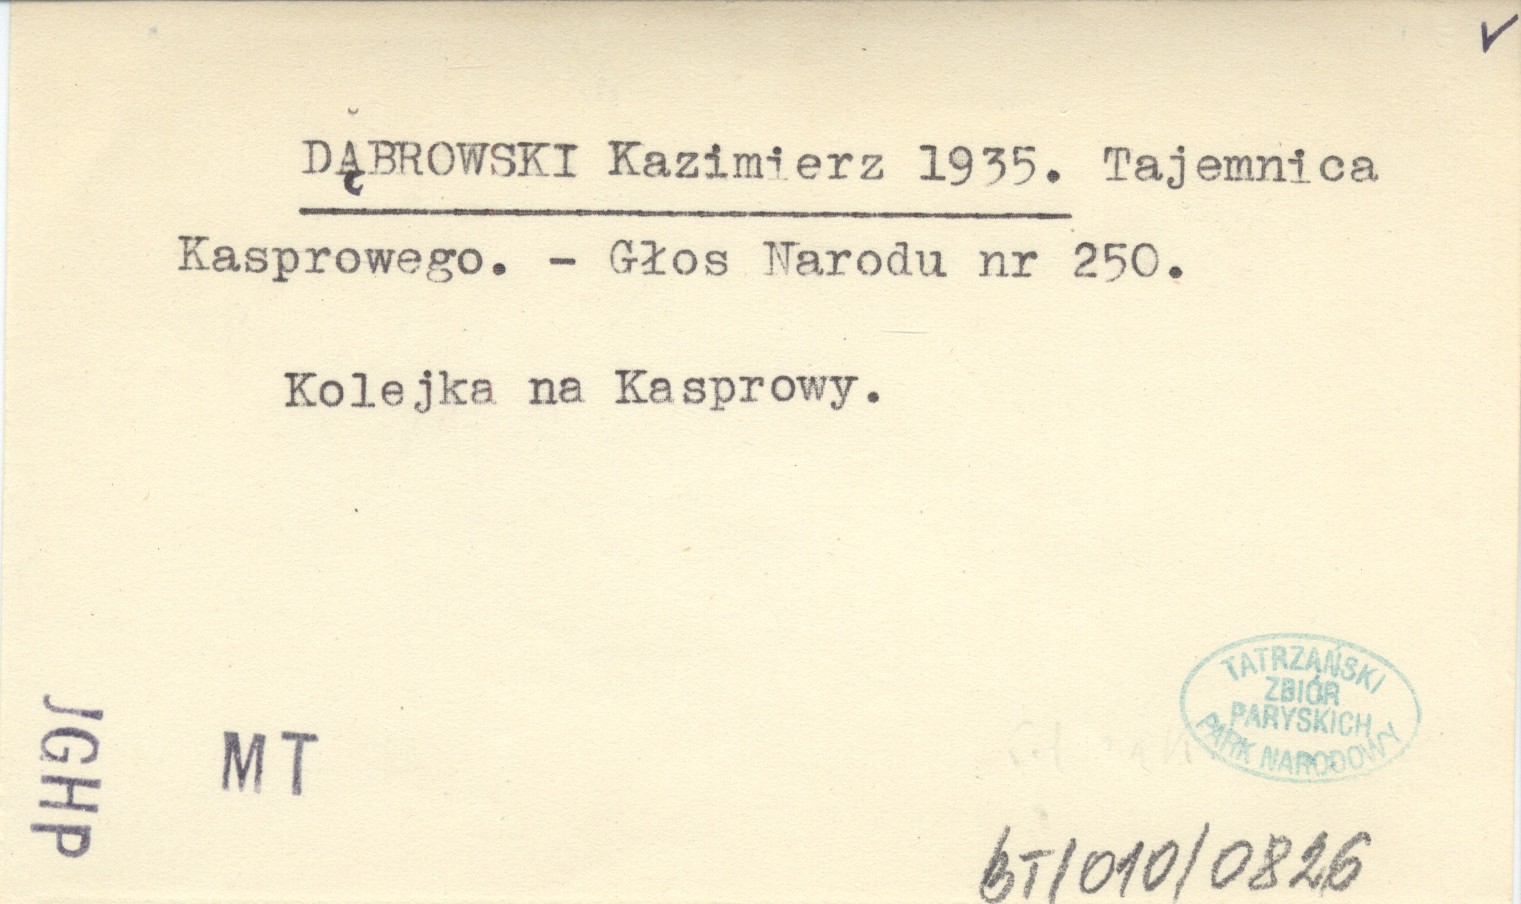 ✓
DĄBROWSKI Kazimierz 1935. Tajemnica
Kasprowego. - Głos Narodu nr 250.
Kolejka na Kasprowy.
TATRZAŃSKI
ZBIÓR
PARYSKICH
PARK NARODOWY
JGHP
MT
BT/010/0826